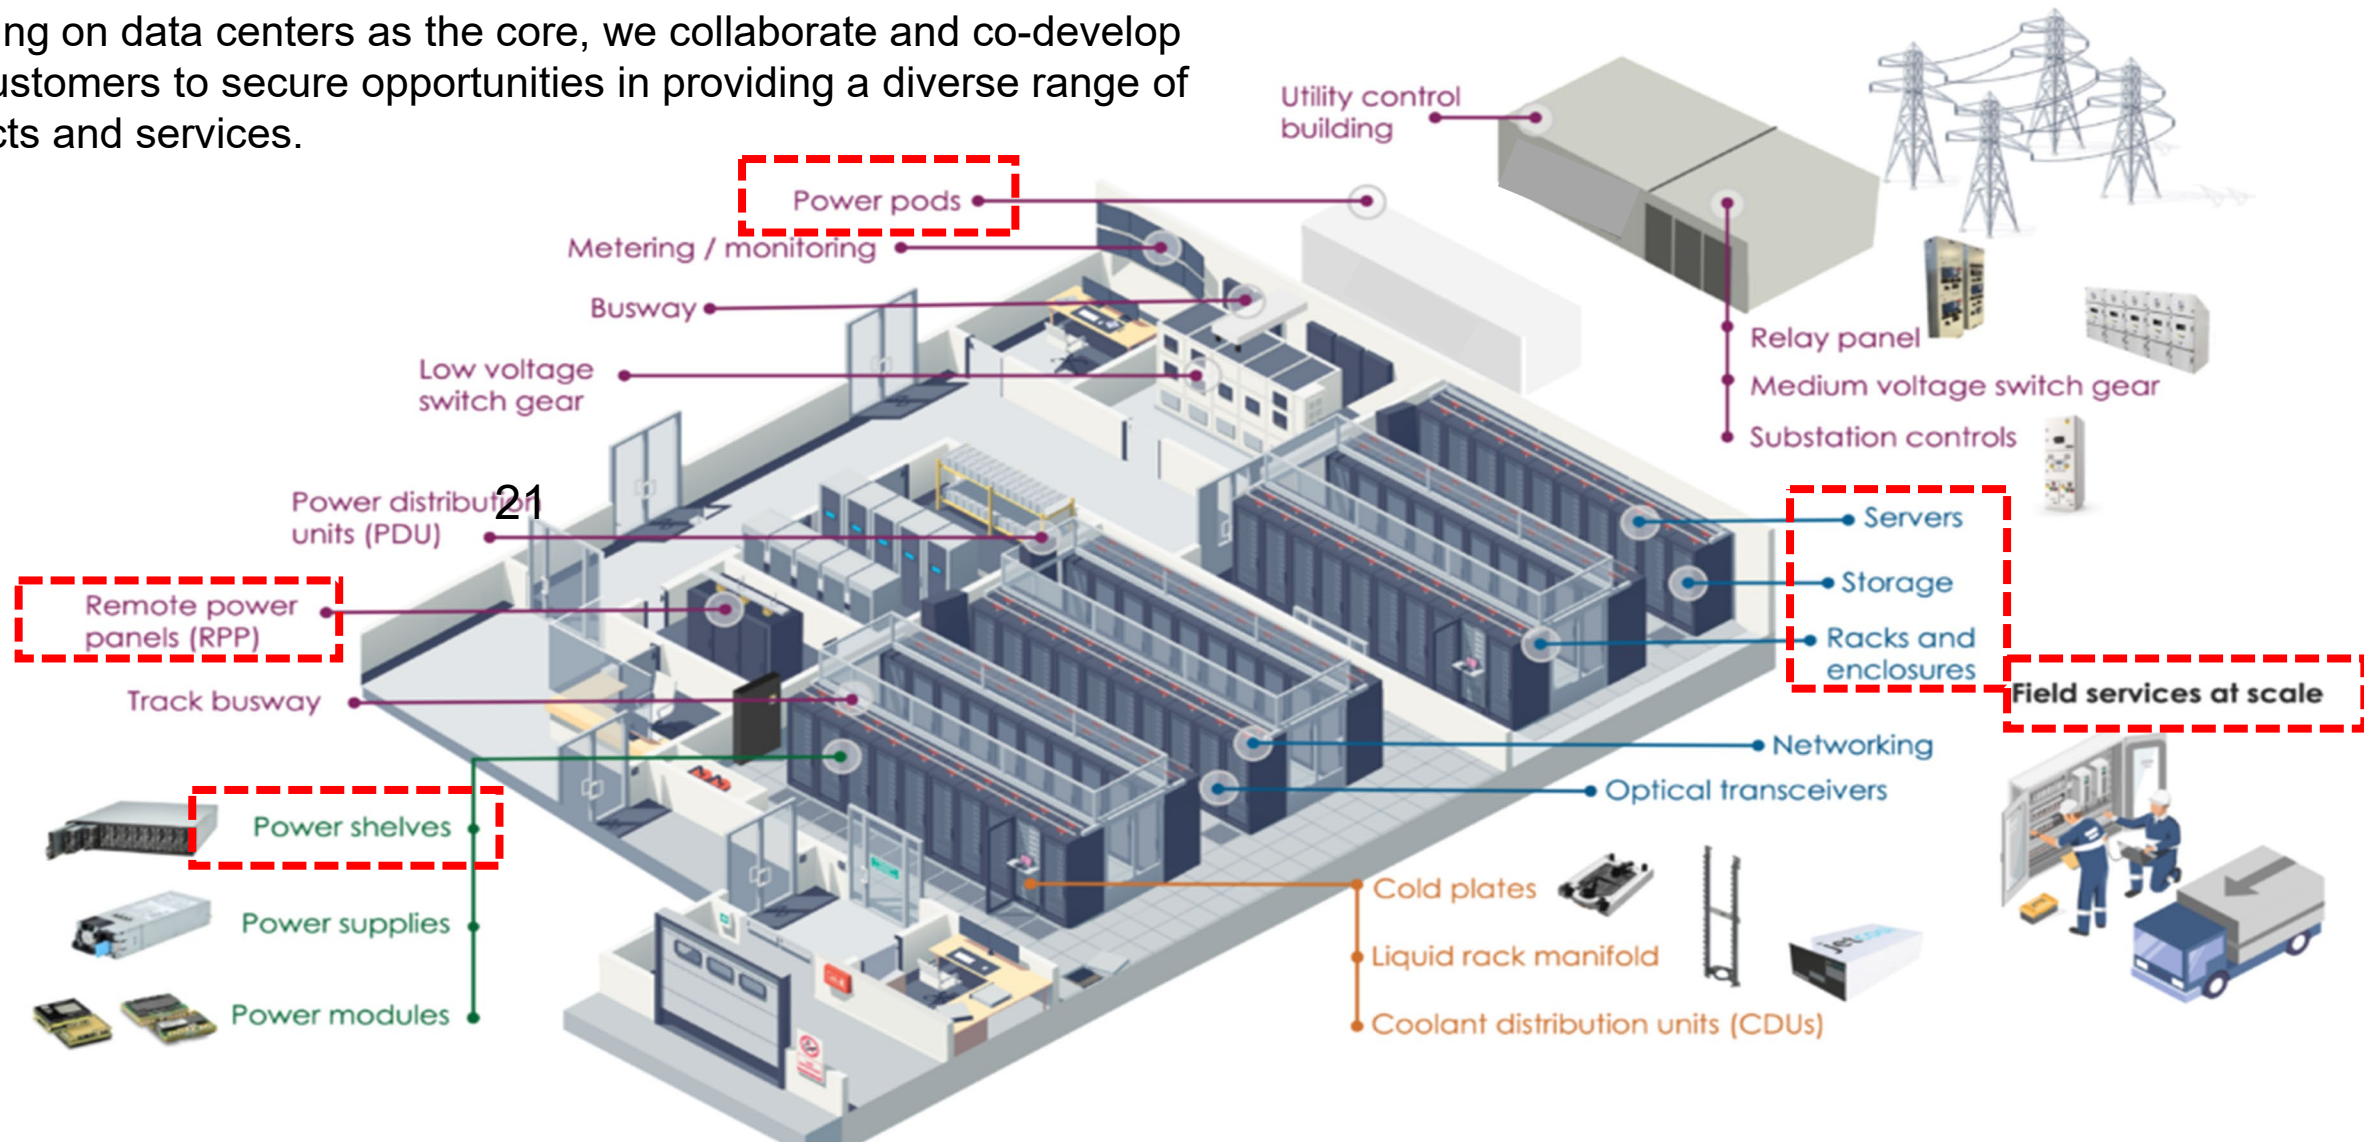 ng on data centers as the core, we collaborate and co-develop
ustomers to secure opportunities in providing a diverse range of
cts and services.
Utility control
building
Power pods
Metering / monitoring
Busway
Low voltage
switch gear
Relay panel
Medium voltage switch gear
Substation controls
Power distribution
units (PDU)
21
Servers
Storage
Racks and
enclosures
Remote power
panels (RPP)
Field services at scale
Track busway
Networking
Optical transceivers
Power shelves
Power supplies
Power modules
Cold plates
Liquid rack manifold
Coolant distribution units (CDUs)